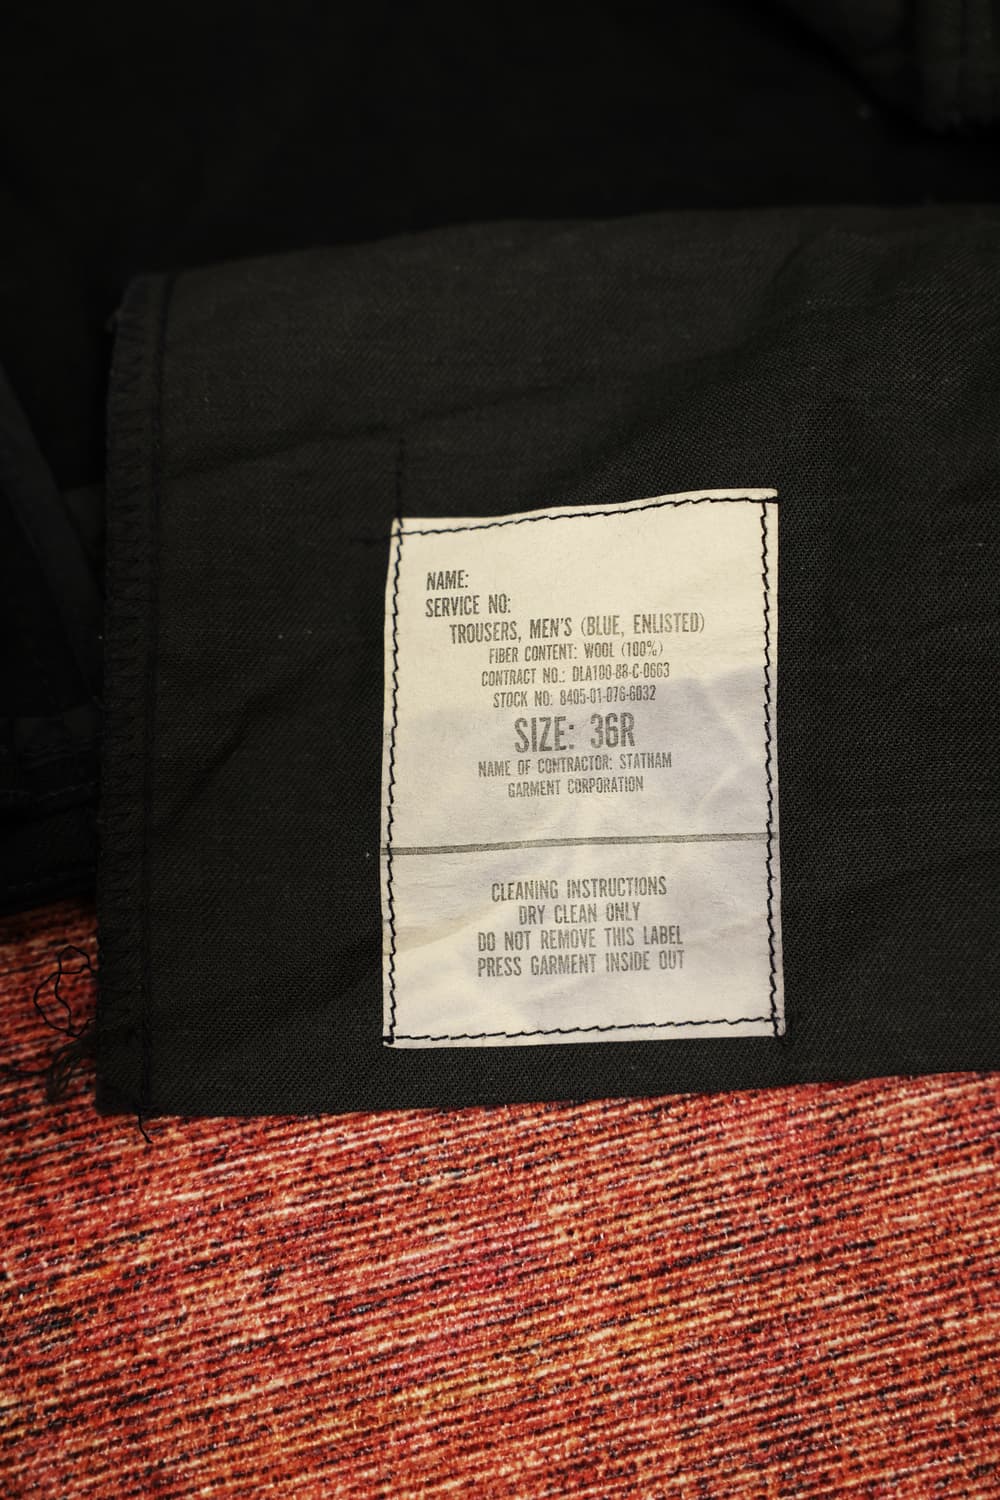 NAME:
SERVICE NO:
TROUSERS, MEN'S (BLUE, ENLISTED)
FIBER CONTENT: WOOL (100%)
CONTRACT NO.: DLA100-88-C-0663
STOCK NO: 8405-01-076-6032
SIZE: 36R
NAME OF CONTRACTOR: STATHAM
GARMENT CORPORATION
CLEANING INSTRUCTIONS
DRY CLEAN ONLY
DO NOT REMOVE THIS LABEL
PRESS GARMENT INSIDE OUT